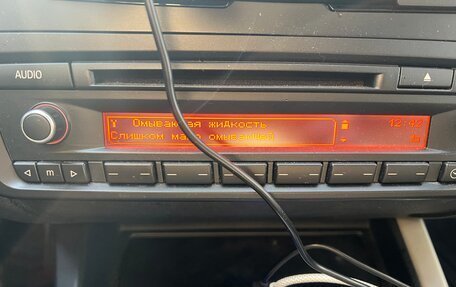 AUDIO
Омывающая жидкость 12:42
Слишком мало омывающей
m